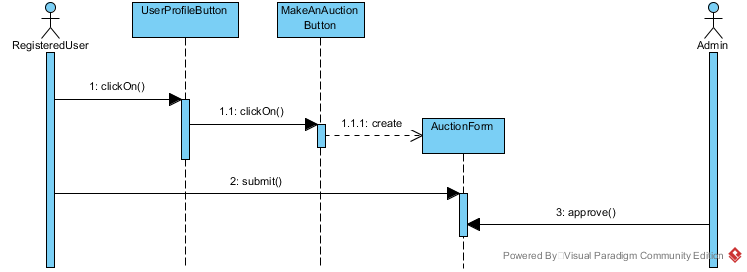 UserProfileButton
MakeAnAuction
Button
RegisteredUser
Admin
1: clickOn()
1.1: clickOn()
1.1.1: create
AuctionForm
2: submit()
3: approve()
Powered By Visual Paradigm Community Edition